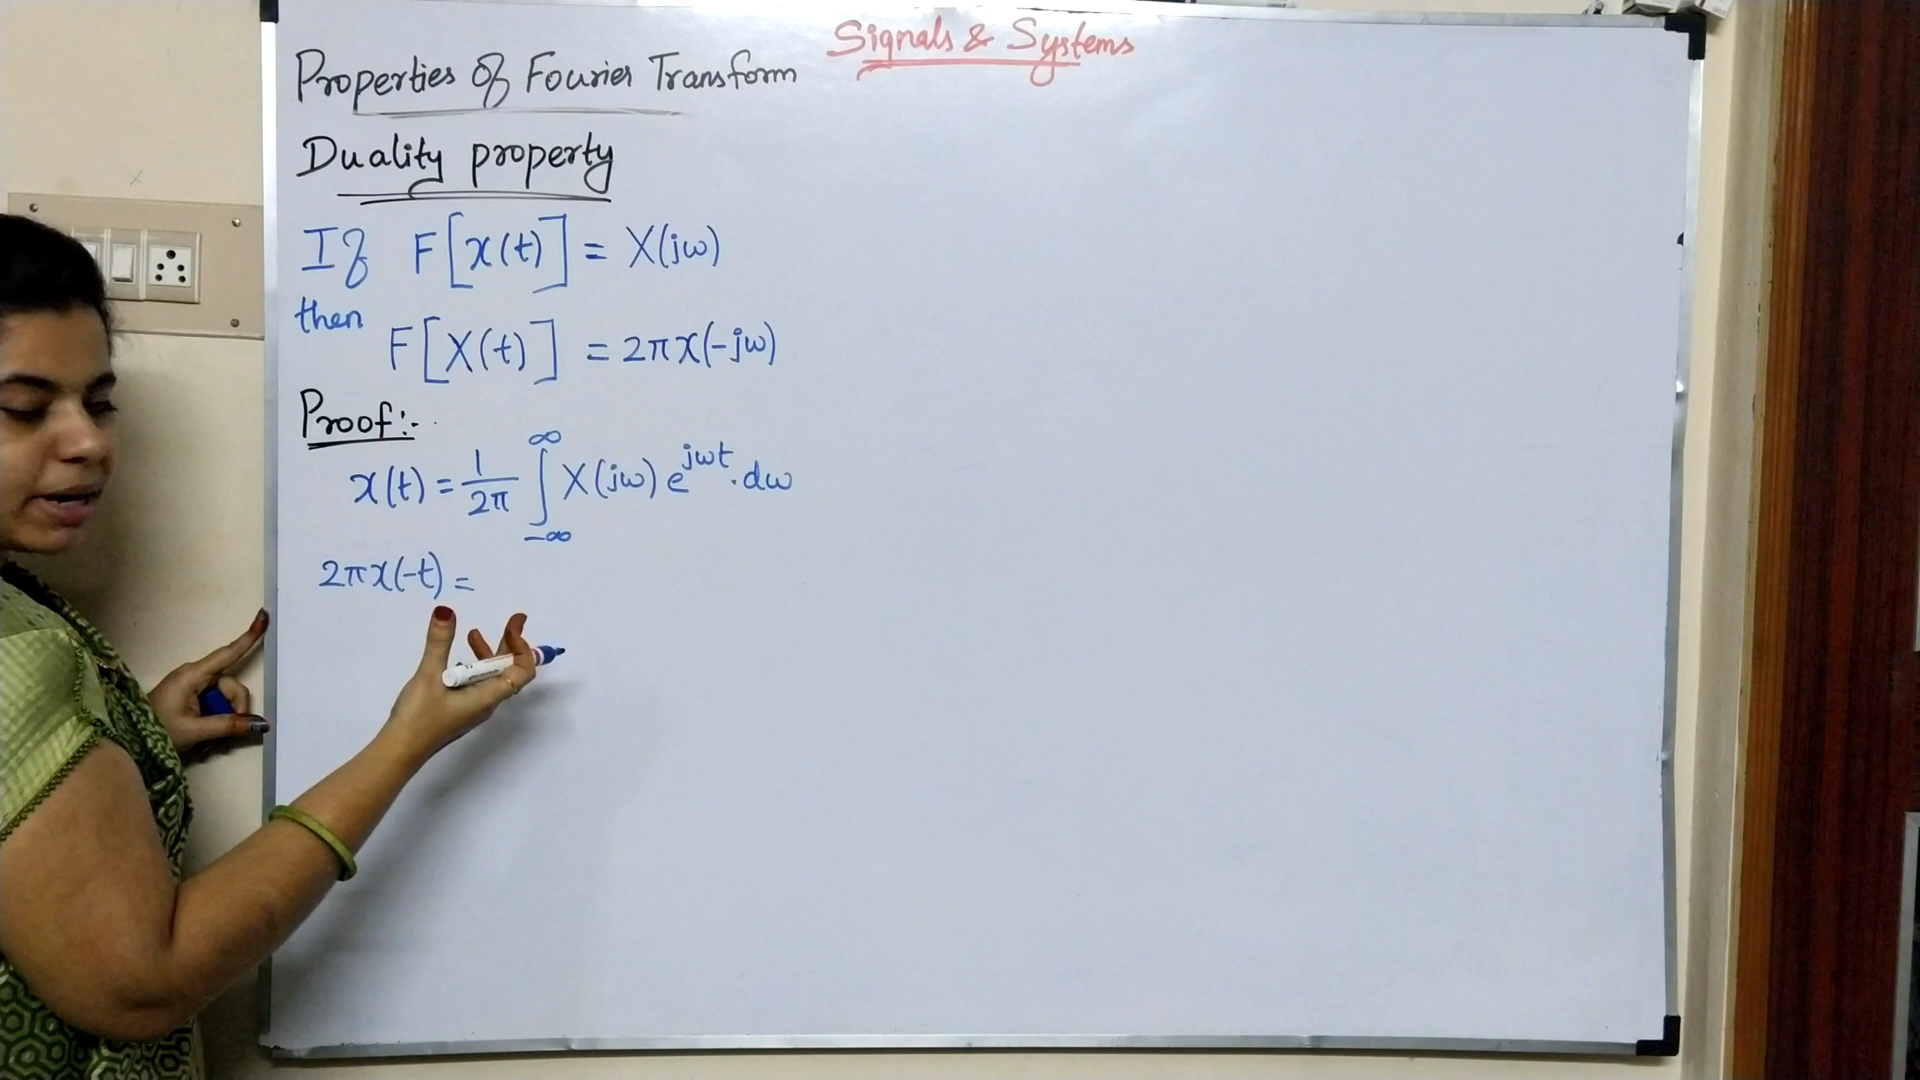 Signals & Systems
Properties Of Fourier Transform
Duality property
If F[x(t)] = X(jω)
then
F[X(t)] = 2πx(-jω)
Proof:-
x(t) = 1/2π ∫_{-∞}^{∞} X(jω) e^{jωt}.dω
2πx(-t) =